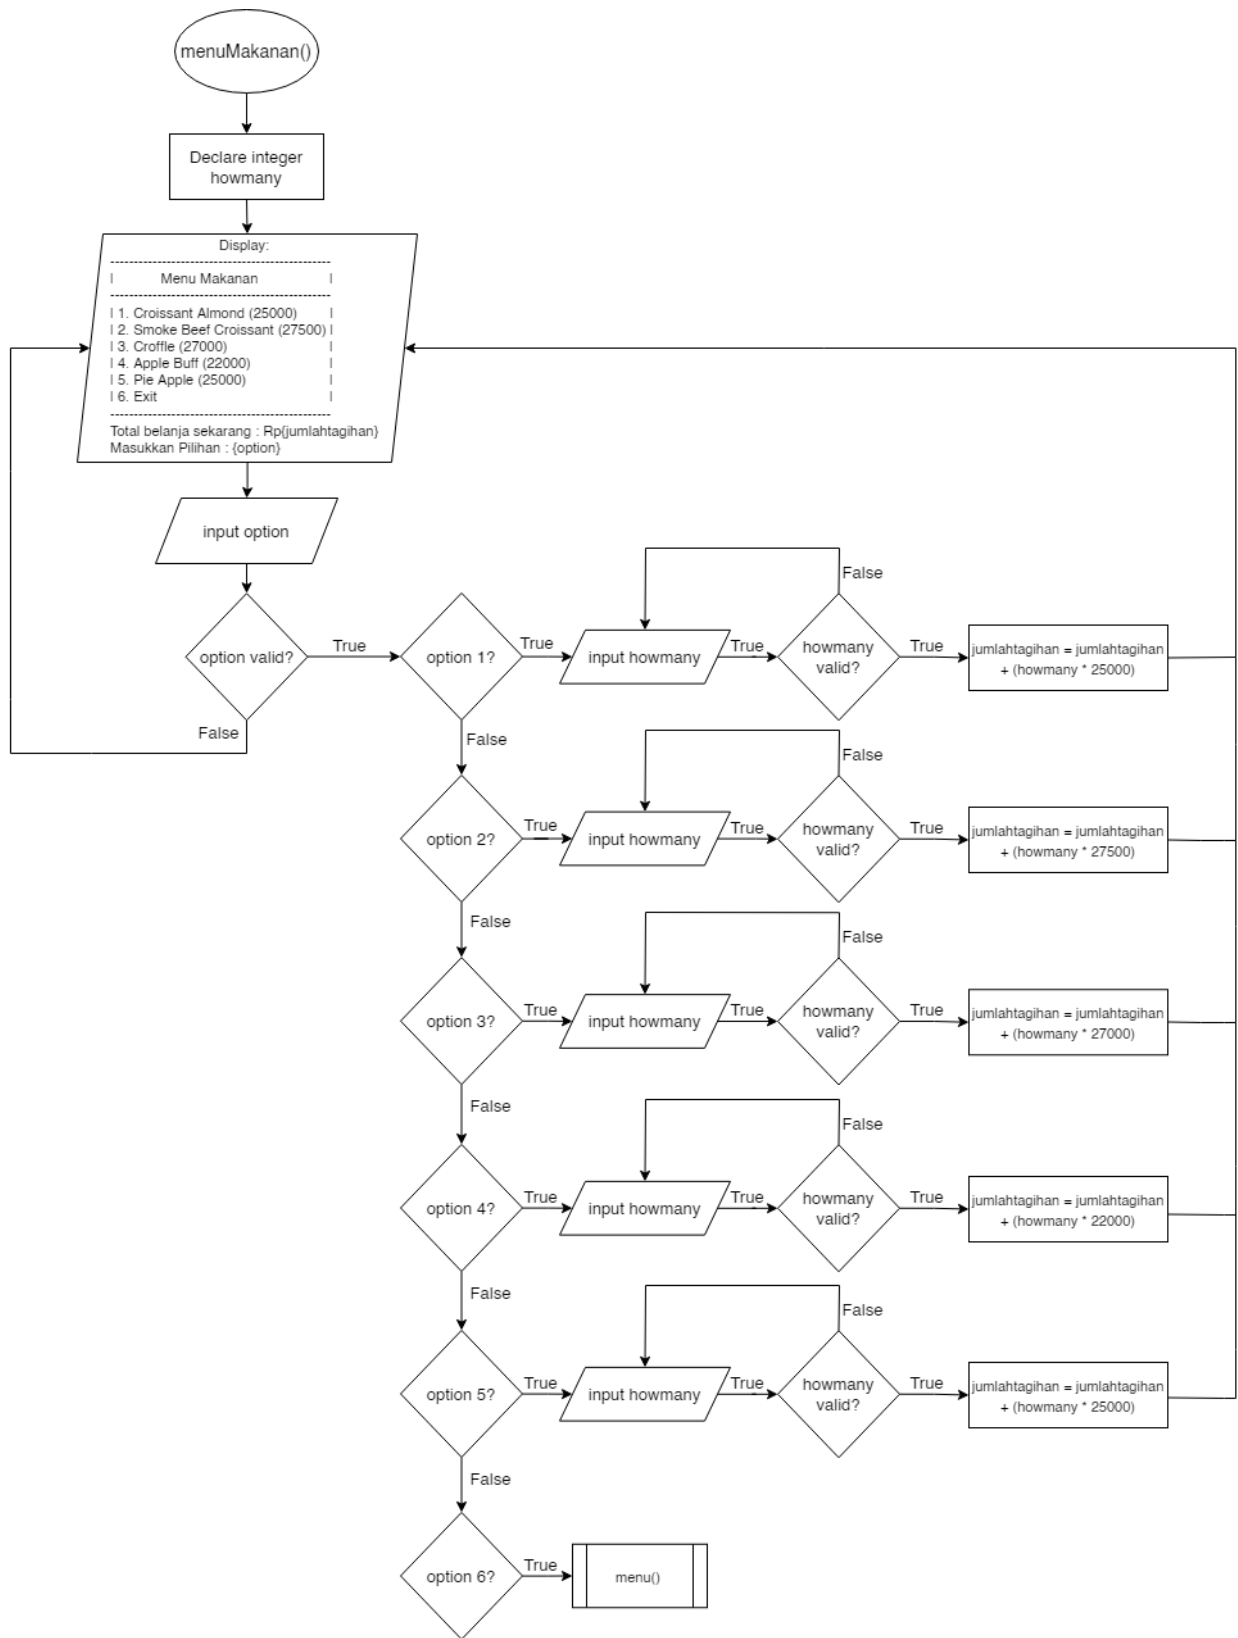 menuMakanan()
Declare integer
howmany
Display:
------------------------------------------
| Menu Makanan |
------------------------------------------
| 1. Croissant Almond (25000) |
| 2. Smoke Beef Croissant (27500) |
| 3. Croffle (27000) |
| 4. Apple Buff (22000) |
| 5. Pie Apple (25000) |
| 6. Exit |
------------------------------------------
Total belanja sekarang : Rp{jumlahtagihan}
Masukkan Pilihan : {option}
input option
option valid?
True
False
option 1?
True
input howmany
True
howmany
valid?
False
True
jumlahtagihan = jumlahtagihan
+ (howmany * 25000)
False
option 2?
True
input howmany
True
howmany
valid?
False
True
jumlahtagihan = jumlahtagihan
+ (howmany * 27500)
False
option 3?
True
input howmany
True
howmany
valid?
False
True
jumlahtagihan = jumlahtagihan
+ (howmany * 27000)
False
option 4?
True
input howmany
True
howmany
valid?
False
True
jumlahtagihan = jumlahtagihan
+ (howmany * 22000)
False
option 5?
True
input howmany
True
howmany
valid?
False
True
jumlahtagihan = jumlahtagihan
+ (howmany * 25000)
False
option 6?
True
menu()